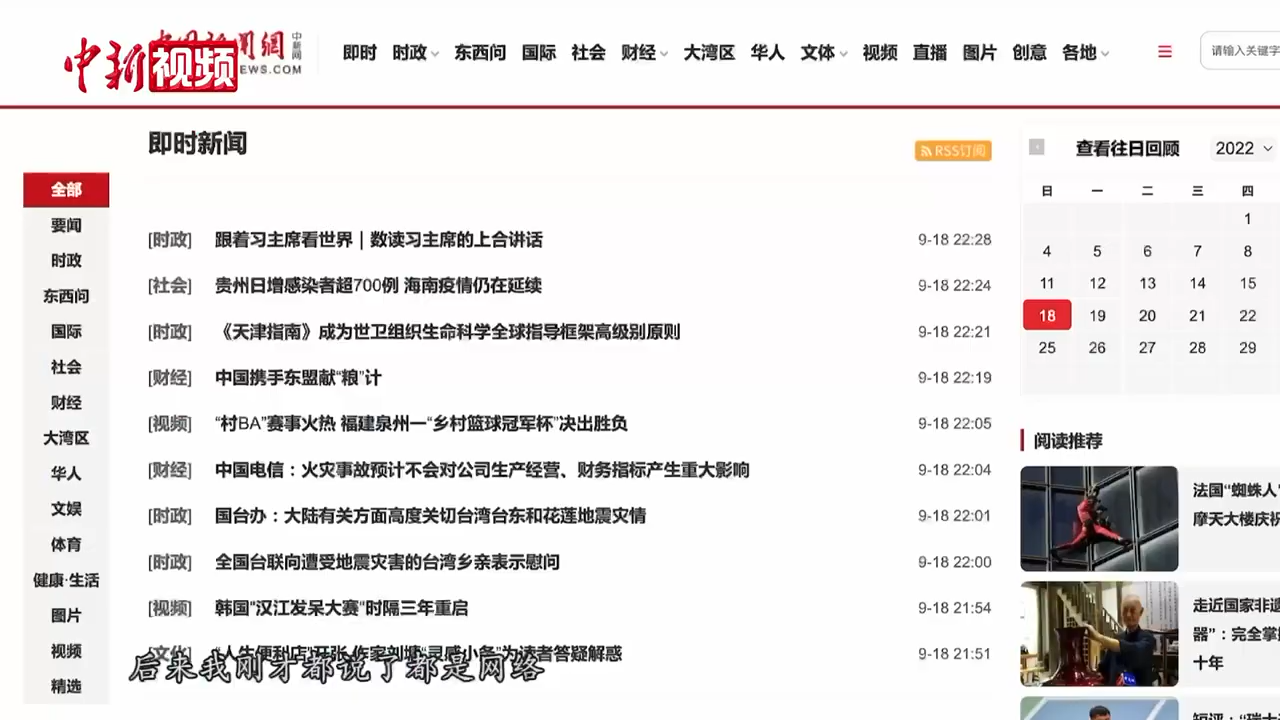 中新视频
NEWS.COM
中新网
即时 时政 东西问 国际 社会 财经 大湾区 华人 文体 视频 直播 图片 创意 各地
请输入关键字
即时新闻
RSS订阅
全部
要闻
时政
东西问
国际
社会
财经
大湾区
华人
文娱
体育
健康·生活
图片
视频
精选
[时政] 跟着习主席看世界｜数读习主席的上合讲话 9-18 22:28
[社会] 贵州日增感染者超700例 海南疫情仍在延续 9-18 22:24
[时政] 《天津指南》成为世卫组织生命科学全球指导框架高级别原则 9-18 22:21
[财经] 中国携手东盟献“粮”计 9-18 22:19
[视频] “村BA”赛事火热 福建泉州一“乡村篮球冠军杯”决出胜负 9-18 22:05
[财经] 中国电信：火灾事故预计不会对公司生产经营、财务指标产生重大影响 9-18 22:04
[时政] 国台办：大陆有关方面高度关切台湾台东和花莲地震灾情 9-18 22:01
[时政] 全国台联向遭受地震灾害的台湾乡亲表示慰问 9-18 22:00
[视频] 韩国“汉江发呆大赛”时隔三年重启 9-18 21:54
为读者答疑解惑 9-18 21:51
后来我刚才都说了都是网络
查看往日回顾 2022
日 一 二 三 四
1
4 5 6 7 8
11 12 13 14 15
18 19 20 21 22
25 26 27 28 29
阅读推荐
法国“蜘蛛人”
摩天大楼庆祝
走近国家非遗
器”：完全掌握
十年
短评：“瑞士